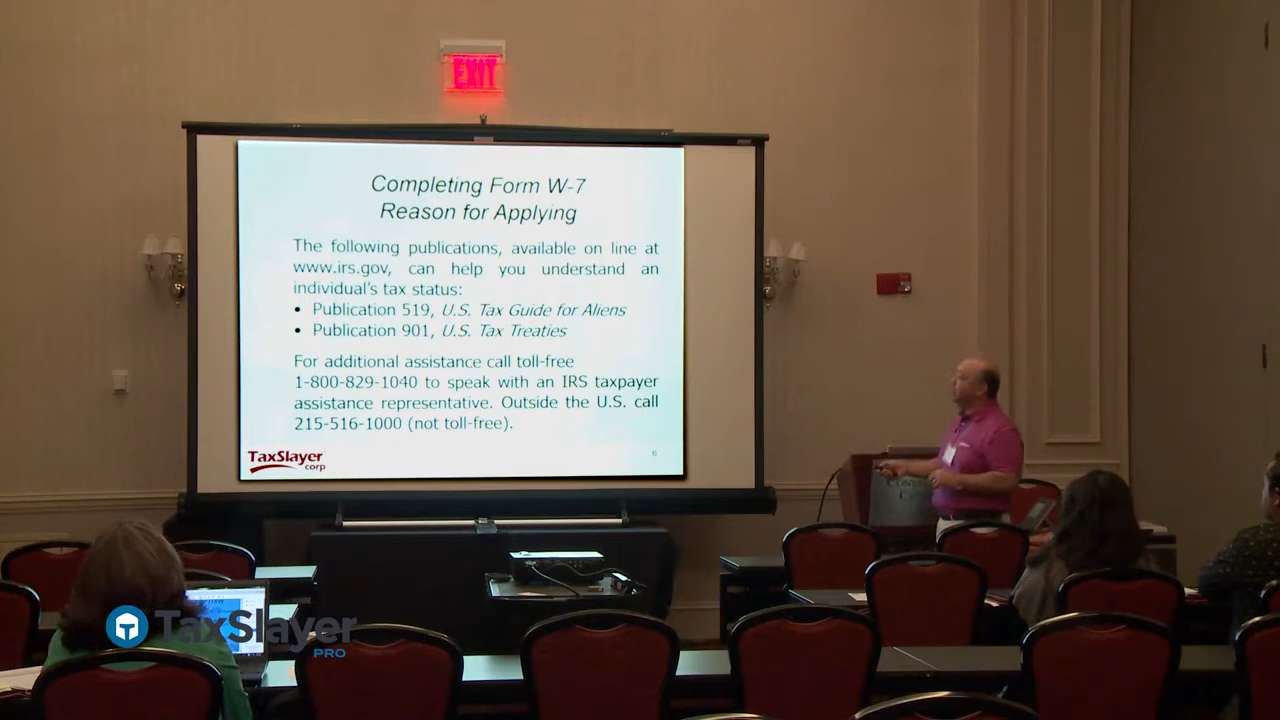 EXIT
Completing Form W-7
Reason for Applying
The following publications, available on line at
www.irs.gov, can help you understand an
individual's tax status:
• Publication 519, U.S. Tax Guide for Aliens
• Publication 901, U.S. Tax Treaties
For additional assistance call toll-free
1-800-829-1040 to speak with an IRS taxpayer
assistance representative. Outside the U.S. call
215-516-1000 (not toll-free).
TaxSlayer
corp
6
TaxSlayer
PRO